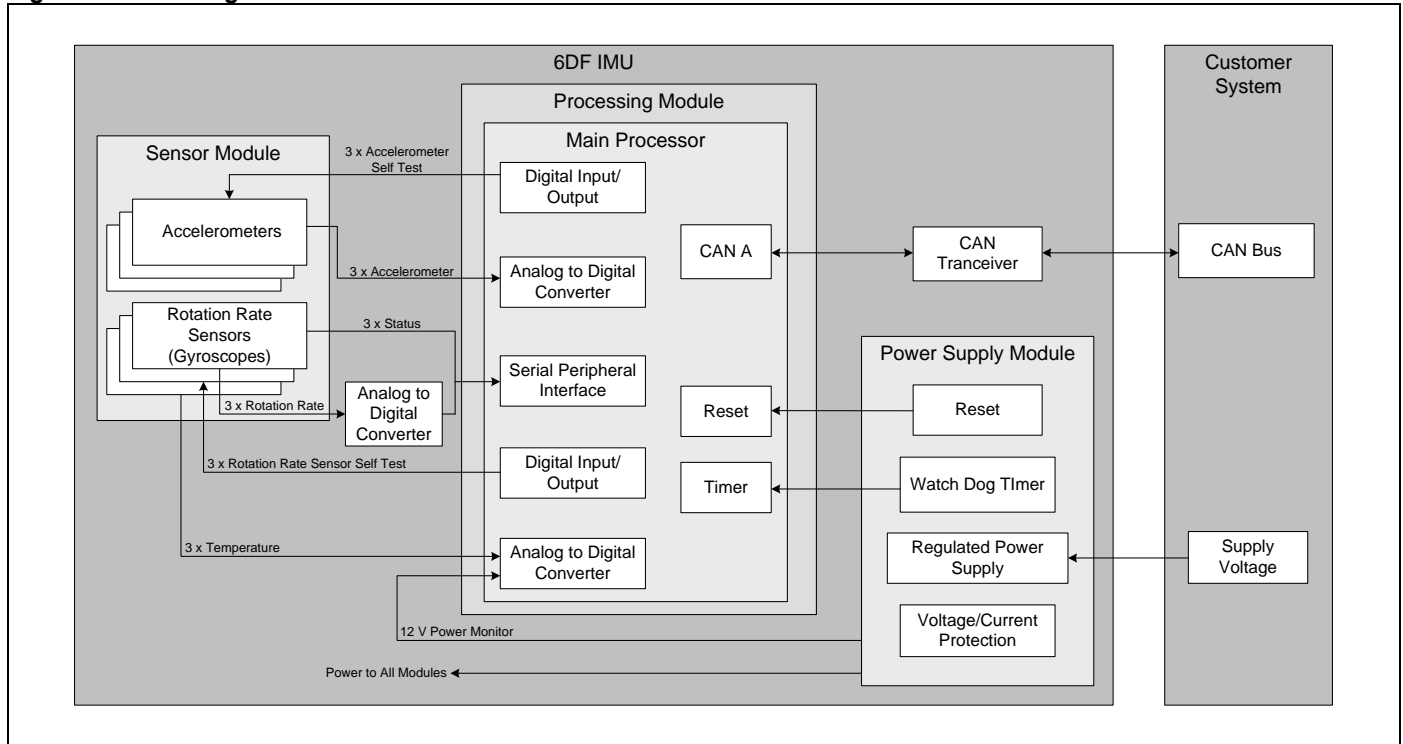 6DF IMU
Customer
System
Processing Module
Main Processor
Sensor Module
3 x Accelerometer
Self Test
Digital Input/
Output
Accelerometers
CAN A
CAN
Tranceiver
CAN Bus
3 x Accelerometer
Analog to Digital
Converter
Rotation Rate
Sensors
(Gyroscopes)
3 x Status
Serial Peripheral
Interface
Power Supply Module
3 x Rotation Rate
Analog to
Digital
Converter
Reset
Reset
3 x Rotation Rate Sensor Self Test
Digital Input/
Output
Timer
Watch Dog TImer
3 x Temperature
Analog to Digital
Converter
Regulated Power
Supply
Supply
Voltage
12 V Power Monitor
Voltage/Current
Protection
Power to All Modules